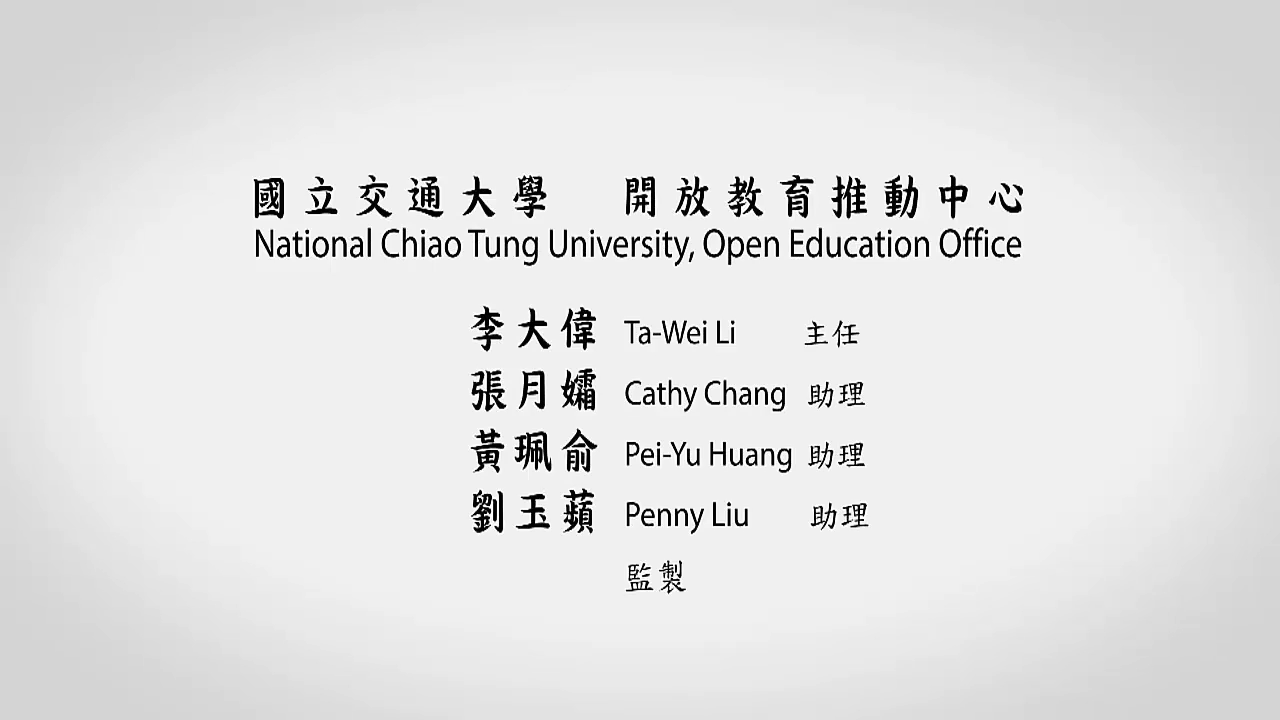 國立交通大學 開放教育推動中心
National Chiao Tung University, Open Education Office
李大偉 Ta-Wei Li 主任
張月孀 Cathy Chang 助理
黃珮俞 Pei-Yu Huang 助理
劉玉蘋 Penny Liu 助理
監製